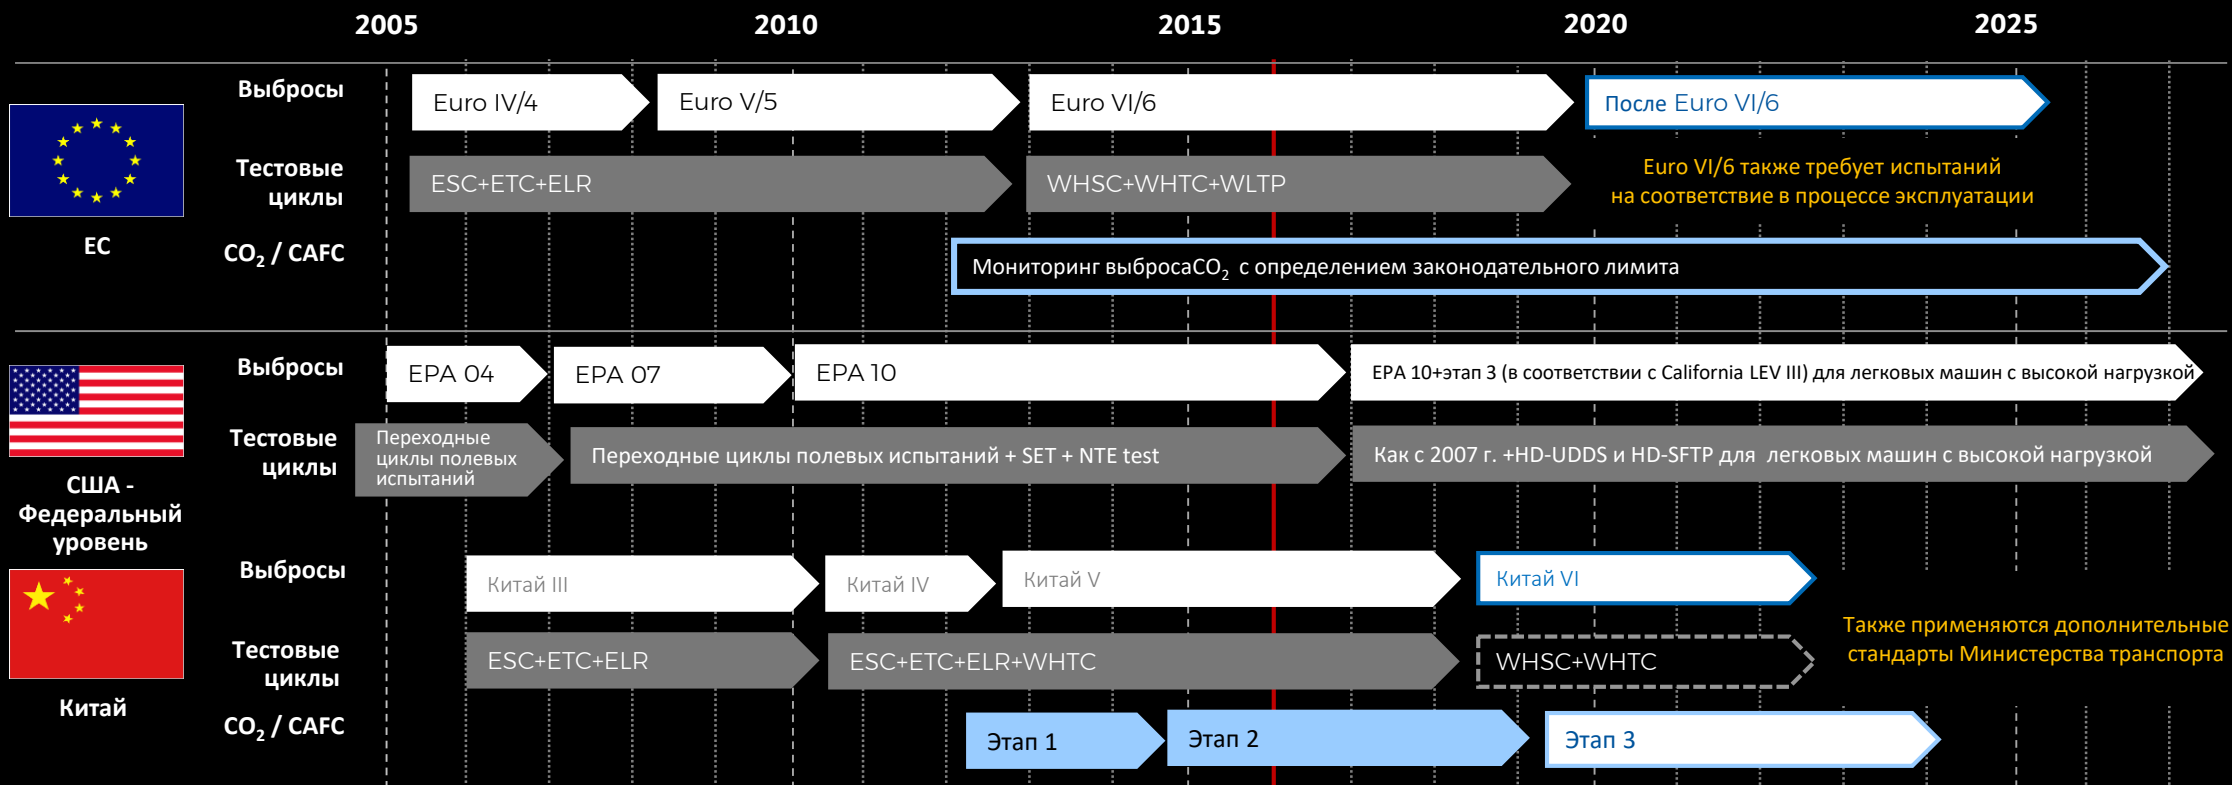 2005 2010 2015 2020 2025
Выбросы
Euro IV/4
Euro V/5
Euro VI/6
После Euro VI/6
Тестовые
циклы
ESC+ETC+ELR
WHSC+WHTC+WLTP
Euro VI/6 также требует испытаний
на соответствие в процессе эксплуатации
ЕС
CO₂ / CAFC
Мониторинг выбросаCO₂ с определением законодательного лимита
Выбросы
EPA 04
EPA 07
EPA 10
EPA 10+этап 3 (в соответствии с California LEV III) для легковых машин с высокой нагрузкой
Тестовые
циклы
Переходные
циклы полевых
испытаний
Переходные циклы полевых испытаний + SET + NTE test
Как с 2007 г. +HD-UDDS и HD-SFTP для легковых машин с высокой нагрузкой
США -
Федеральный
уровень
Выбросы
Китай III
Китай IV
Китай V
Китай VI
Тестовые
циклы
ESC+ETC+ELR
ESC+ETC+ELR+WHTC
WHSC+WHTC
Также применяются дополнительные
стандарты Министерства транспорта
Китай
CO₂ / CAFC
Этап 1
Этап 2
Этап 3